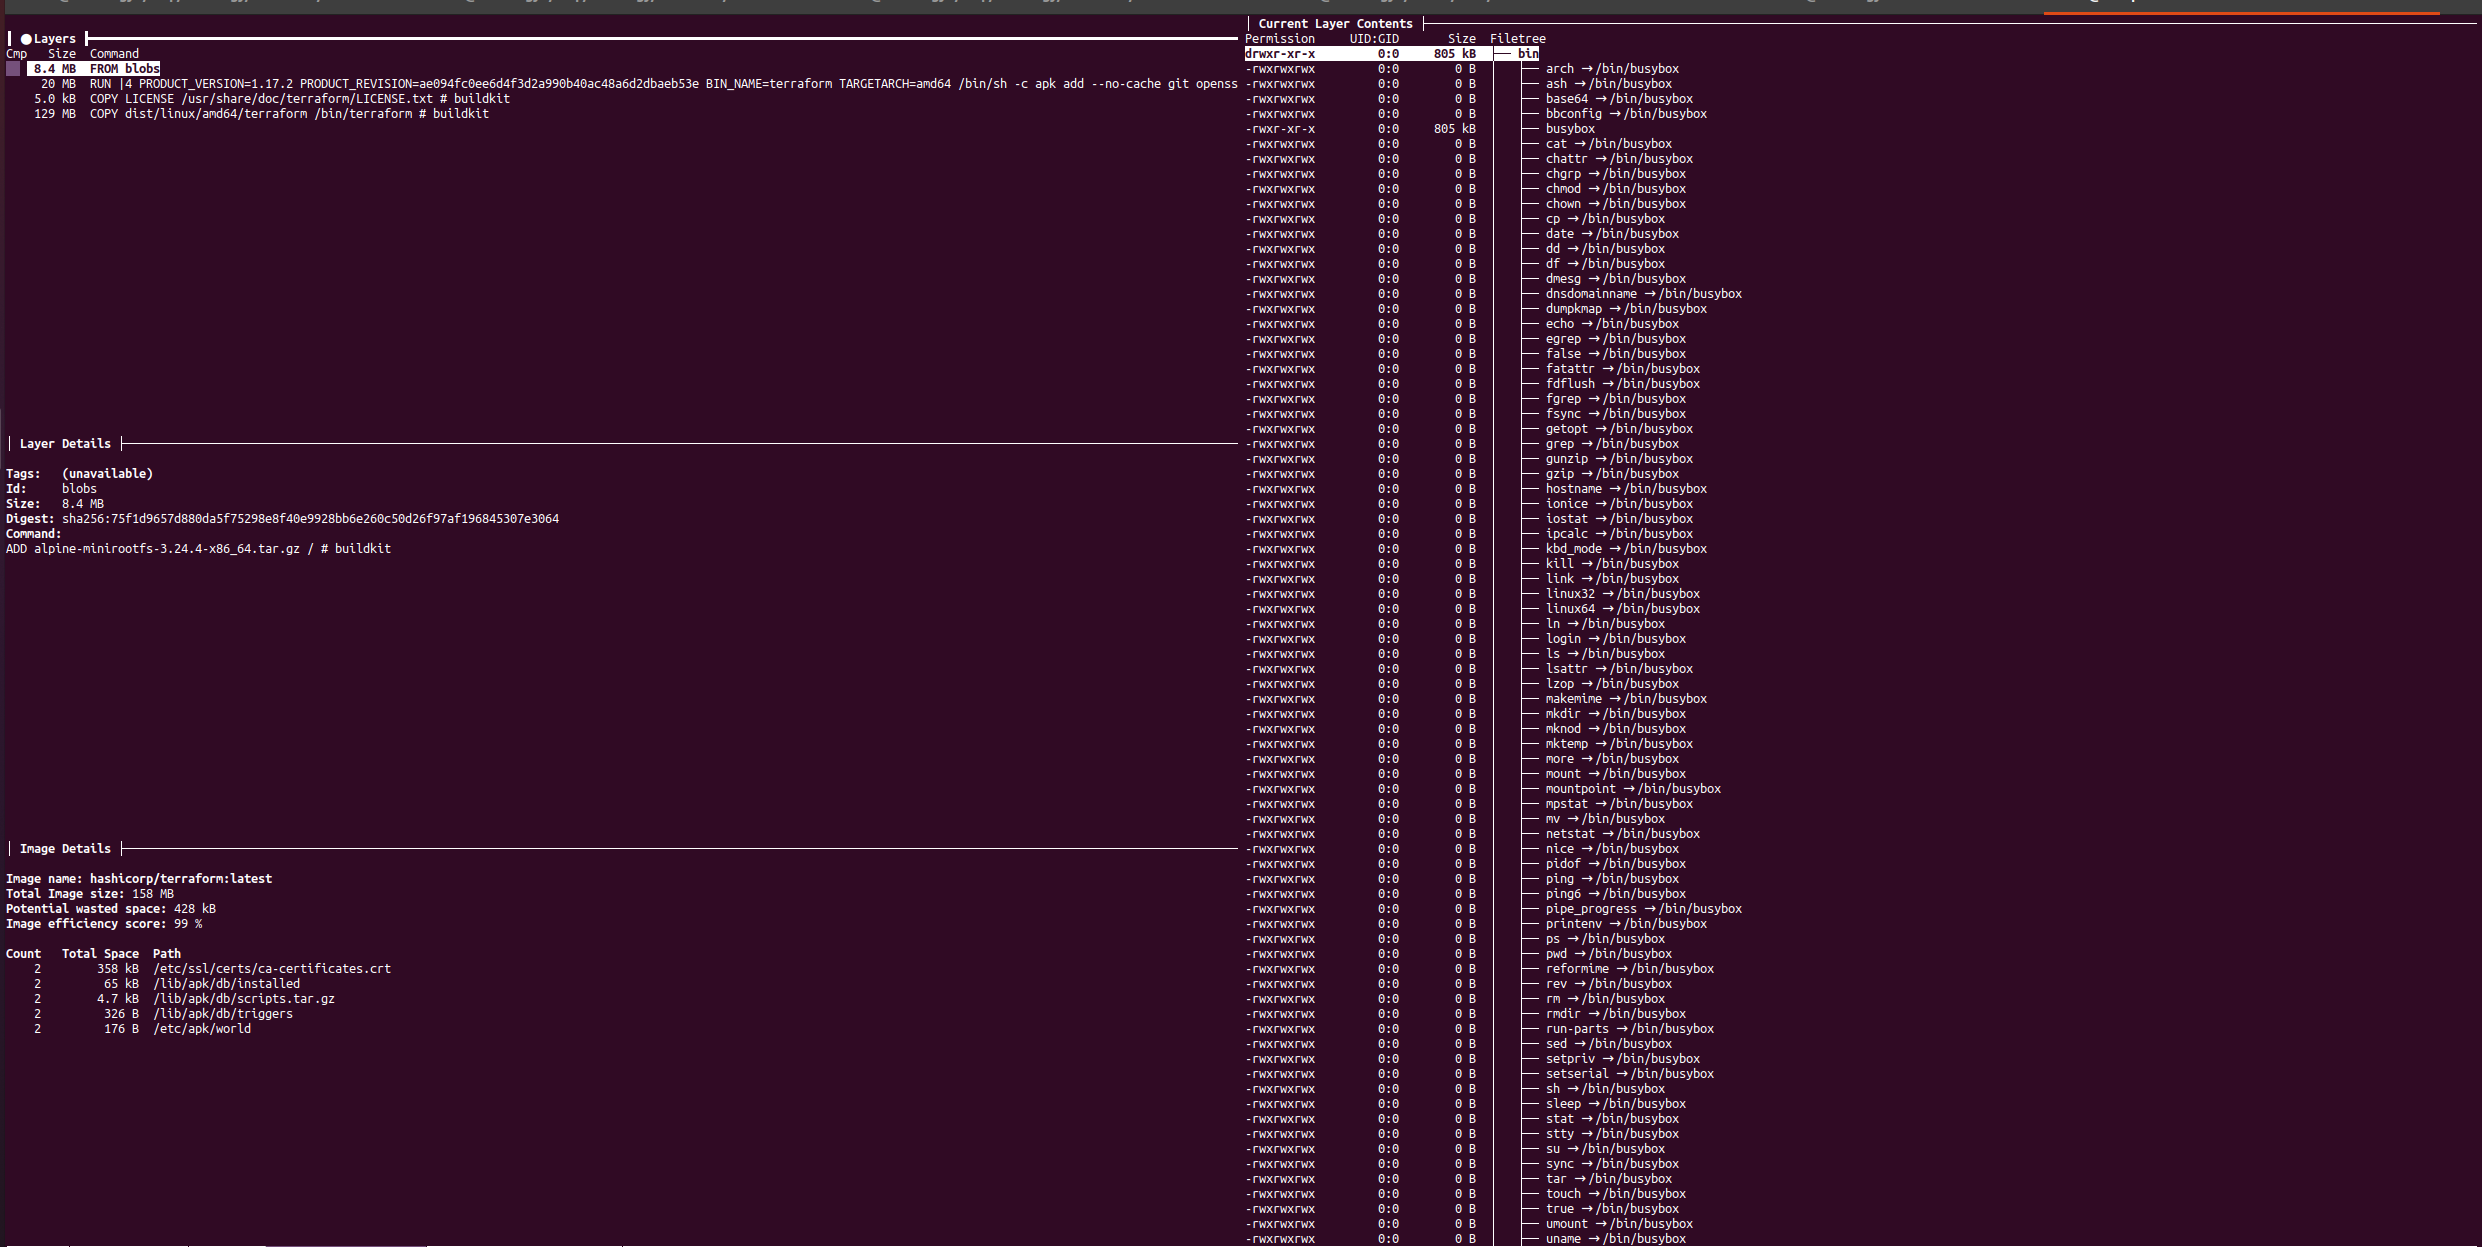 Layers
Cmp Size Command
8.4 MB FROM blobs
20 MB RUN |4 PRODUCT_VERSION=1.17.2 PRODUCT_REVISION=ae094fc0ee6d4f3d2a990b40ac48a6d2dbaeb53e BIN_NAME=terraform TARGETARCH=amd64 /bin/sh -c apk add --no-cache git openss
5.0 kB COPY LICENSE /usr/share/doc/terraform/LICENSE.txt # buildkit
129 MB COPY dist/linux/amd64/terraform /bin/terraform # buildkit
Layer Details
Tags: (unavailable)
Id: blobs
Size: 8.4 MB
Digest: sha256:75f1d9657d880da5f75298e8f40e9928bb6e260c50d26f97af196845307e3064
Command:
ADD alpine-minirootfs-3.24.4-x86_64.tar.gz / # buildkit
Image Details
Image name: hashicorp/terraform:latest
Total Image size: 158 MB
Potential wasted space: 428 kB
Image efficiency score: 99 %
Count Total Space Path
2 358 kB /etc/ssl/certs/ca-certificates.crt
2 65 kB /lib/apk/db/installed
2 4.7 kB /lib/apk/db/scripts.tar.gz
2 326 B /lib/apk/db/triggers
2 176 B /etc/apk/world
Current Layer Contents
Permission UID:GID Size Filetree
drwxr-xr-x 0:0 805 kB bin
-rwxrwxrwx 0:0 0 B arch → /bin/busybox
-rwxrwxrwx 0:0 0 B ash → /bin/busybox
-rwxrwxrwx 0:0 0 B base64 → /bin/busybox
-rwxrwxrwx 0:0 0 B bbconfig → /bin/busybox
-rwxr-xr-x 0:0 805 kB busybox
-rwxrwxrwx 0:0 0 B cat → /bin/busybox
-rwxrwxrwx 0:0 0 B chattr → /bin/busybox
-rwxrwxrwx 0:0 0 B chgrp → /bin/busybox
-rwxrwxrwx 0:0 0 B chmod → /bin/busybox
-rwxrwxrwx 0:0 0 B chown → /bin/busybox
-rwxrwxrwx 0:0 0 B cp → /bin/busybox
-rwxrwxrwx 0:0 0 B date → /bin/busybox
-rwxrwxrwx 0:0 0 B dd → /bin/busybox
-rwxrwxrwx 0:0 0 B df → /bin/busybox
-rwxrwxrwx 0:0 0 B dmesg → /bin/busybox
-rwxrwxrwx 0:0 0 B dnsdomainname → /bin/busybox
-rwxrwxrwx 0:0 0 B dumpkmap → /bin/busybox
-rwxrwxrwx 0:0 0 B echo → /bin/busybox
-rwxrwxrwx 0:0 0 B egrep → /bin/busybox
-rwxrwxrwx 0:0 0 B false → /bin/busybox
-rwxrwxrwx 0:0 0 B fatattr → /bin/busybox
-rwxrwxrwx 0:0 0 B fdflush → /bin/busybox
-rwxrwxrwx 0:0 0 B fgrep → /bin/busybox
-rwxrwxrwx 0:0 0 B fsync → /bin/busybox
-rwxrwxrwx 0:0 0 B getopt → /bin/busybox
-rwxrwxrwx 0:0 0 B grep → /bin/busybox
-rwxrwxrwx 0:0 0 B gunzip → /bin/busybox
-rwxrwxrwx 0:0 0 B gzip → /bin/busybox
-rwxrwxrwx 0:0 0 B hostname → /bin/busybox
-rwxrwxrwx 0:0 0 B ionice → /bin/busybox
-rwxrwxrwx 0:0 0 B iostat → /bin/busybox
-rwxrwxrwx 0:0 0 B ipcalc → /bin/busybox
-rwxrwxrwx 0:0 0 B kbd_mode → /bin/busybox
-rwxrwxrwx 0:0 0 B kill → /bin/busybox
-rwxrwxrwx 0:0 0 B link → /bin/busybox
-rwxrwxrwx 0:0 0 B linux32 → /bin/busybox
-rwxrwxrwx 0:0 0 B linux64 → /bin/busybox
-rwxrwxrwx 0:0 0 B ln → /bin/busybox
-rwxrwxrwx 0:0 0 B login → /bin/busybox
-rwxrwxrwx 0:0 0 B ls → /bin/busybox
-rwxrwxrwx 0:0 0 B lsattr → /bin/busybox
-rwxrwxrwx 0:0 0 B lzop → /bin/busybox
-rwxrwxrwx 0:0 0 B makemime → /bin/busybox
-rwxrwxrwx 0:0 0 B mkdir → /bin/busybox
-rwxrwxrwx 0:0 0 B mknod → /bin/busybox
-rwxrwxrwx 0:0 0 B mktemp → /bin/busybox
-rwxrwxrwx 0:0 0 B more → /bin/busybox
-rwxrwxrwx 0:0 0 B mount → /bin/busybox
-rwxrwxrwx 0:0 0 B mountpoint → /bin/busybox
-rwxrwxrwx 0:0 0 B mpstat → /bin/busybox
-rwxrwxrwx 0:0 0 B mv → /bin/busybox
-rwxrwxrwx 0:0 0 B netstat → /bin/busybox
-rwxrwxrwx 0:0 0 B nice → /bin/busybox
-rwxrwxrwx 0:0 0 B pidof → /bin/busybox
-rwxrwxrwx 0:0 0 B ping → /bin/busybox
-rwxrwxrwx 0:0 0 B ping6 → /bin/busybox
-rwxrwxrwx 0:0 0 B pipe_progress → /bin/busybox
-rwxrwxrwx 0:0 0 B printenv → /bin/busybox
-rwxrwxrwx 0:0 0 B ps → /bin/busybox
-rwxrwxrwx 0:0 0 B pwd → /bin/busybox
-rwxrwxrwx 0:0 0 B reformime → /bin/busybox
-rwxrwxrwx 0:0 0 B rev → /bin/busybox
-rwxrwxrwx 0:0 0 B rm → /bin/busybox
-rwxrwxrwx 0:0 0 B rmdir → /bin/busybox
-rwxrwxrwx 0:0 0 B run-parts → /bin/busybox
-rwxrwxrwx 0:0 0 B sed → /bin/busybox
-rwxrwxrwx 0:0 0 B setpriv → /bin/busybox
-rwxrwxrwx 0:0 0 B setserial → /bin/busybox
-rwxrwxrwx 0:0 0 B sh → /bin/busybox
-rwxrwxrwx 0:0 0 B sleep → /bin/busybox
-rwxrwxrwx 0:0 0 B stat → /bin/busybox
-rwxrwxrwx 0:0 0 B stty → /bin/busybox
-rwxrwxrwx 0:0 0 B su → /bin/busybox
-rwxrwxrwx 0:0 0 B sync → /bin/busybox
-rwxrwxrwx 0:0 0 B tar → /bin/busybox
-rwxrwxrwx 0:0 0 B touch → /bin/busybox
-rwxrwxrwx 0:0 0 B true → /bin/busybox
-rwxrwxrwx 0:0 0 B umount → /bin/busybox
-rwxrwxrwx 0:0 0 B uname → /bin/busybox